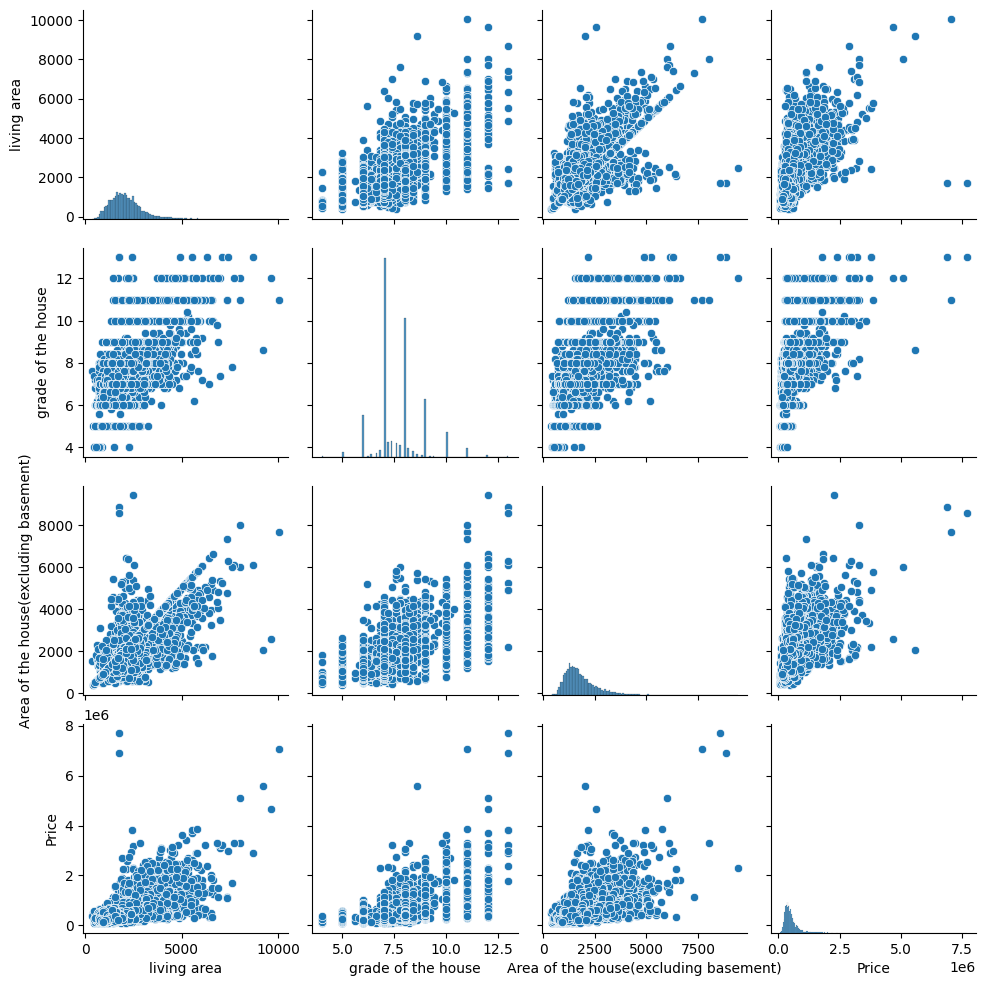 10000
8000
6000
4000
2000
0
living area
12
10
8
6
4
grade of the house
8000
6000
4000
2000
0
Area of the house(excluding basement)
1e6
8
6
4
2
0
Price
0 5000 10000
living area
5.0 7.5 10.0 12.5
grade of the house
0 2500 5000 7500
Area of the house(excluding basement)
0.0 2.5 5.0 7.5
1e6
Price